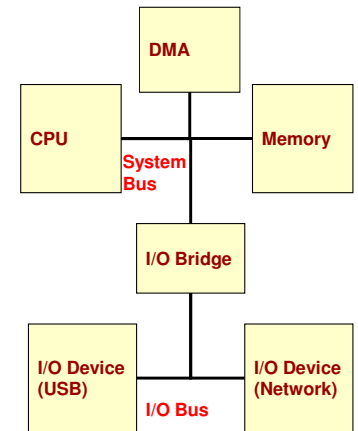 DMA
CPU
Memory
System
Bus
I/O Bridge
I/O Device
(USB)
I/O Device
(Network)
I/O Bus